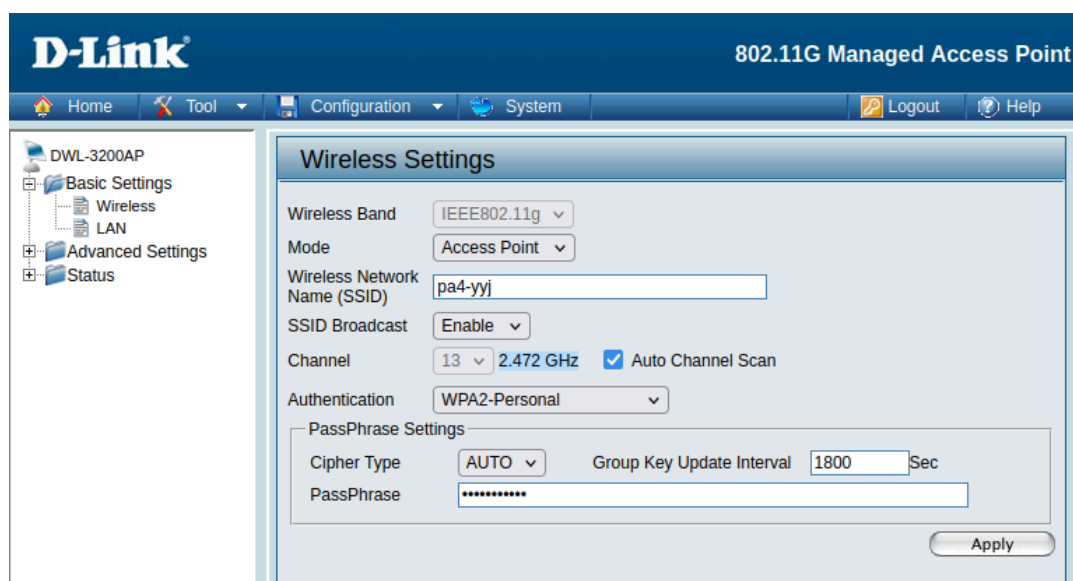 D-Link
802.11G Managed Access Point
Home Tool Configuration System Logout Help
DWL-3200AP
Basic Settings
Wireless
LAN
Advanced Settings
Status
Wireless Settings
Wireless Band IEEE802.11g
Mode Access Point
Wireless Network
Name (SSID) pa4-yyj
SSID Broadcast Enable
Channel 13 2.472 GHz Auto Channel Scan
Authentication WPA2-Personal
PassPhrase Settings
Cipher Type AUTO Group Key Update Interval 1800 Sec
PassPhrase •••••••••••
Apply